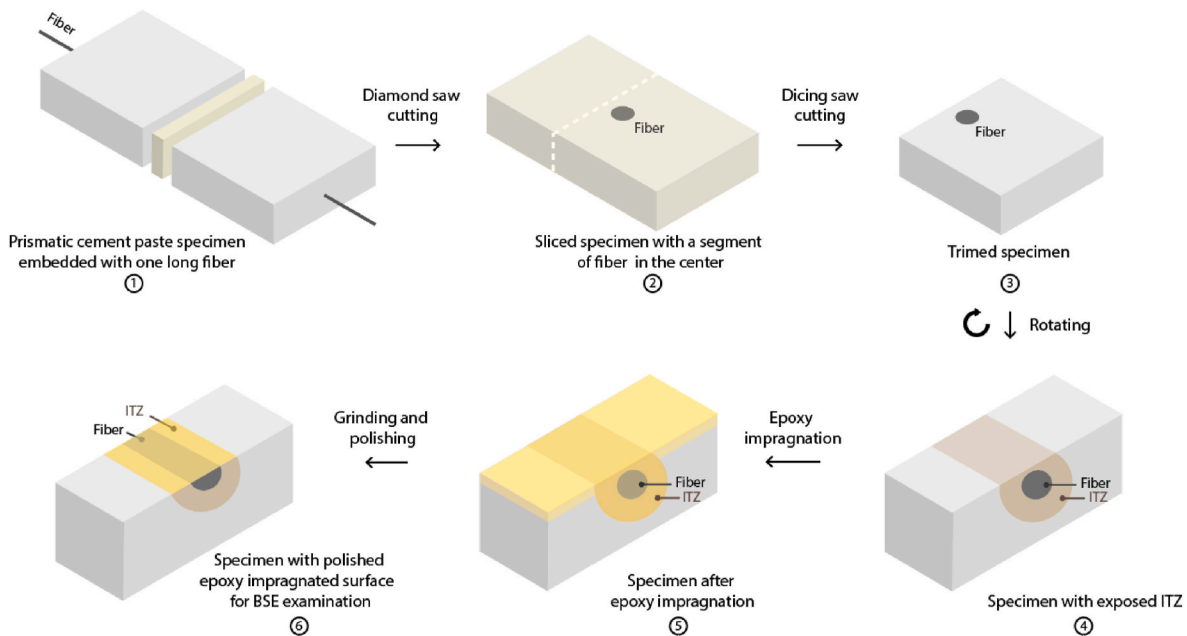 Fiber
Prismatic cement paste specimen
embedded with one long fiber
①
Diamond saw
cutting
Fiber
Sliced specimen with a segment
of fiber in the center
②
Dicing saw
cutting
Fiber
Trimed specimen
③
Rotating
Fiber
ITZ
Specimen with exposed ITZ
④
Epoxy
impragnation
Fiber
ITZ
Specimen after
epoxy impragnation
⑤
Grinding and
polishing
ITZ
Fiber
Specimen with polished
epoxy impragnated surface
for BSE examination
⑥